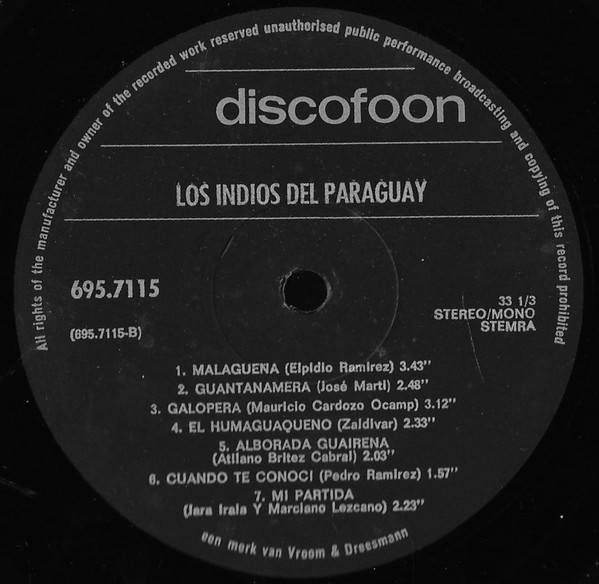 All rights of the manufacturer and owner of the recorded work reserved unauthorised public performance broadcasting and copying of this record prohibited
discofoon
LOS INDIOS DEL PARAGUAY
695.7115
(695.7115-B)
33 1/3
STEREO/MONO
STEMRA
1. MALAGUENA (Elpidio Ramirez) 3.43"
2. GUANTANAMERA (José Marti) 2.48"
3. GALOPERA (Mauricio Cardozo Ocamp) 3.12"
4. EL HUMAGUAQUENO (Zaldivar) 2.33"
5. ALBORADA GUAIRENA
(Atilano Britez Cabral) 2.03"
6. CUANDO TE CONOCI (Pedro Ramirez) 1.57"
7. MI PARTIDA
(Jara Irala Y Marciano Lezcano) 2.23"
een merk van Vroom & Dreesmann